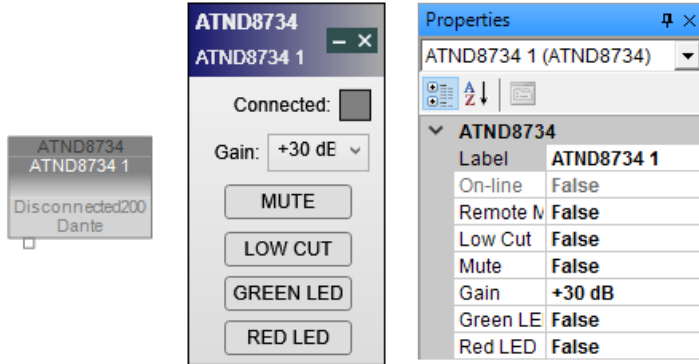 ATND8734
ATND8734 1
Disconnected200
Dante
ATND8734
ATND8734 1
Connected:
Gain: +30 dE
MUTE
LOW CUT
GREEN LED
RED LED
Properties
ATND8734 1 (ATND8734)
ATND8734
Label ATND8734 1
On-line False
Remote M False
Low Cut False
Mute False
Gain +30 dB
Green LE False
Red LED False